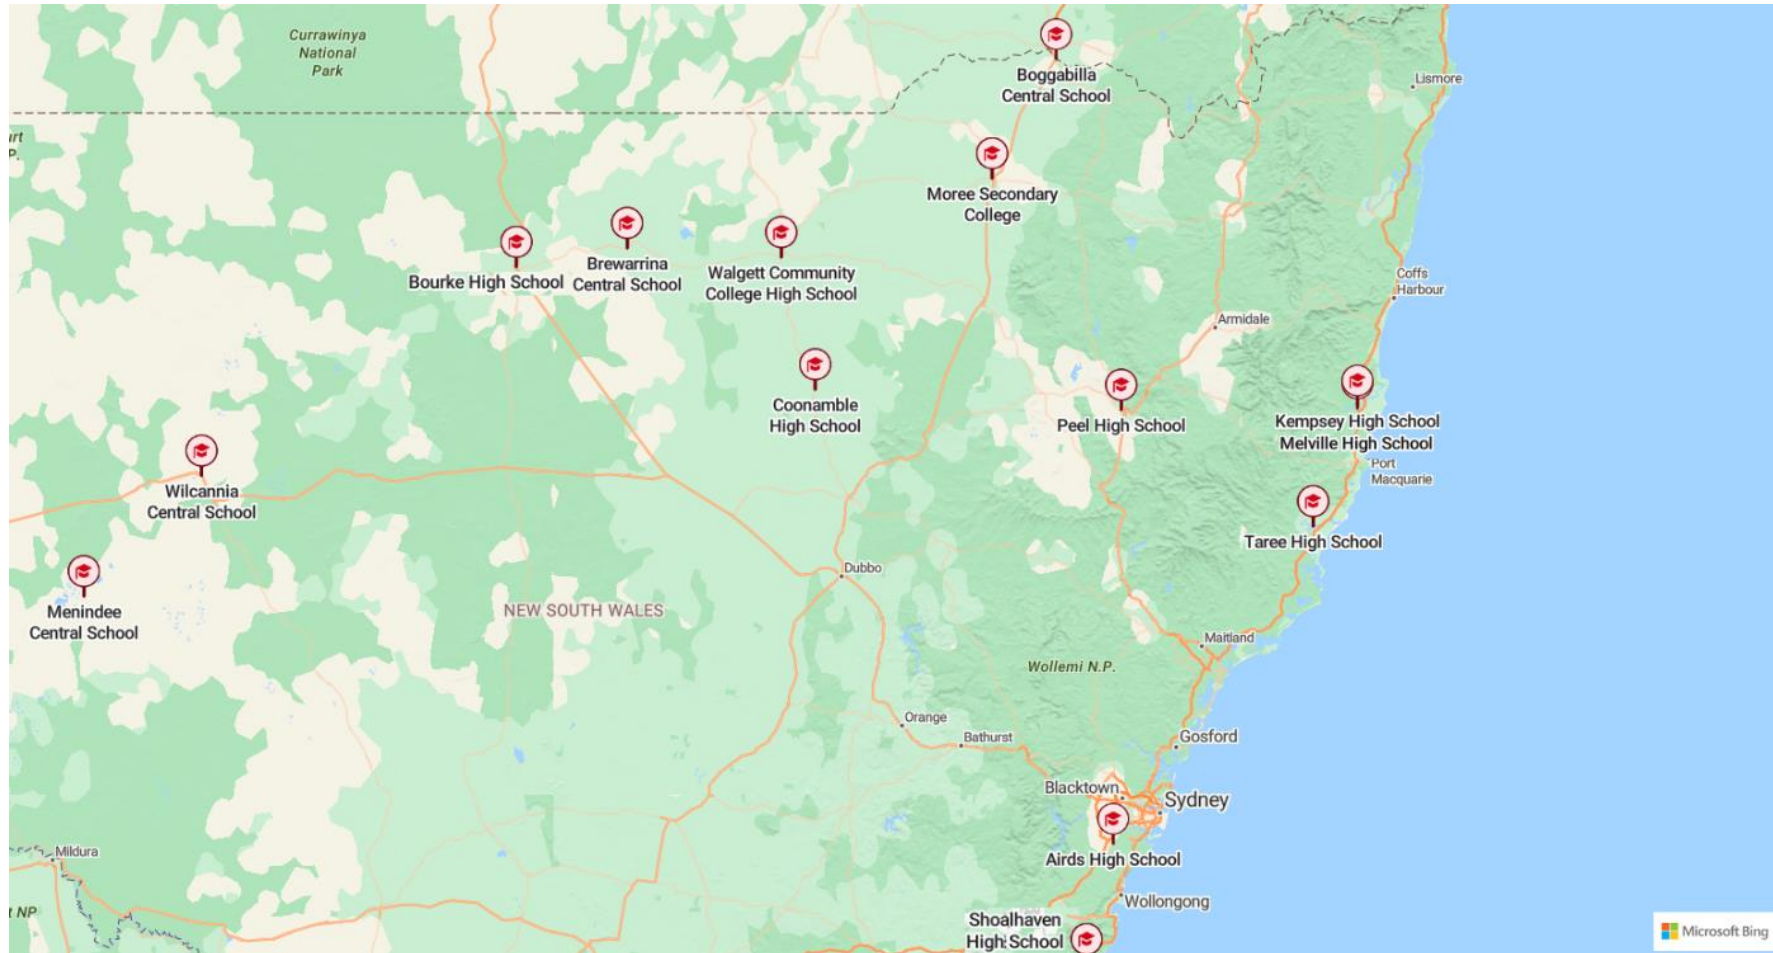 Currawinya
National
Park
Boggabilla
Central School
Lismore
Moree Secondary
College
Bourke High School
Brewarrina
Central School
Walgett Community
College High School
Coffs
Harbour
Armidale
Coonamble
High School
Peel High School
Kempsey High School
Melville High School
Port
Macquarie
Wilcannia
Central School
Taree High School
Dubbo
Menindee
Central School
NEW SOUTH WALES
Maitland
Wollemi N.P.
Orange
Bathurst
Gosford
Blacktown
Sydney
Mildura
Airds High School
Wollongong
NP
Shoalhaven
High School
Microsoft Bing